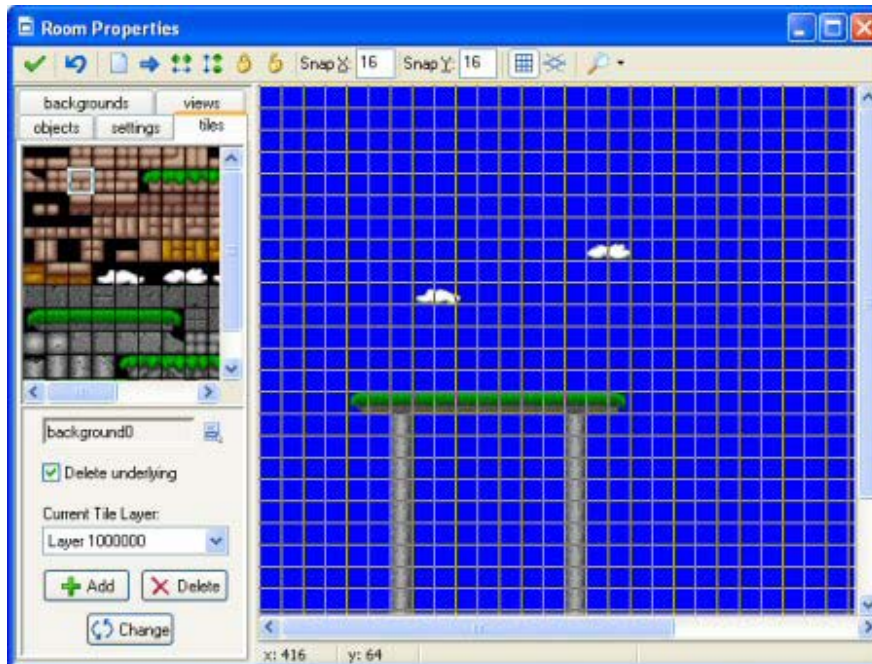 Room Properties
Snap X: 16 Snap Y: 16
backgrounds views
objects settings tiles
background0
Delete underlying
Current Tile Layer:
Layer 1000000
Add Delete
Change
x: 416 y: 64